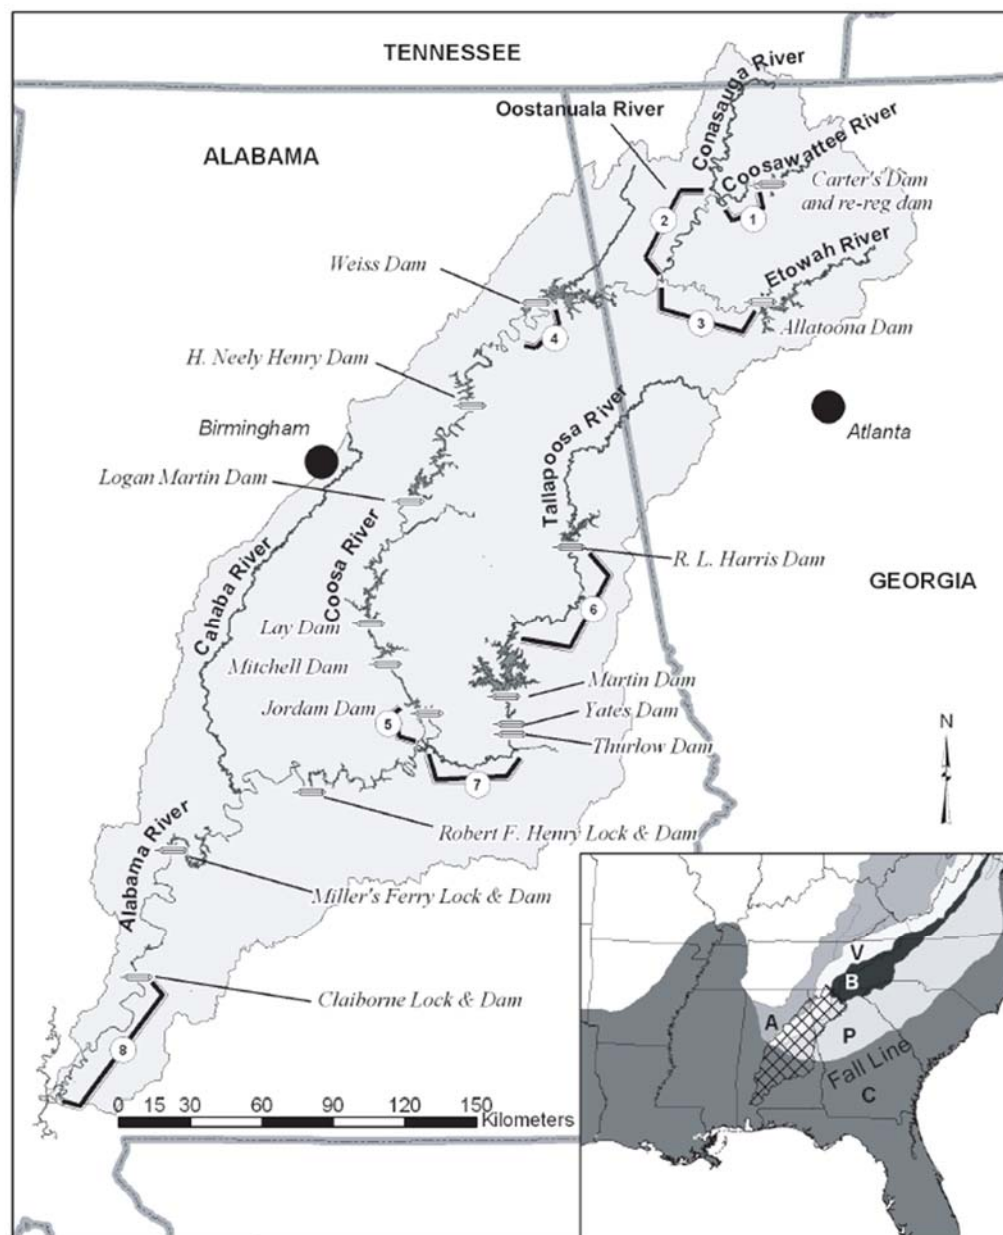 TENNESSEE
Conasauga River
Oostanuala River
ALABAMA
Coosawattee River
Carter's Dam
and re-reg dam
2
1
Etowah River
Weiss Dam
3
Allatoona Dam
4
H. Neely Henry Dam
Tallapoosa River
Birmingham
Atlanta
Logan Martin Dam
Coosa River
Cahaba River
R. L. Harris Dam
GEORGIA
6
Lay Dam
Mitchell Dam
Martin Dam
Jordam Dam
5
Yates Dam
Thurlow Dam
N
7
Robert F. Henry Lock & Dam
Alabama River
Miller's Ferry Lock & Dam
Claiborne Lock & Dam
8
0 15 30 60 90 120 150
Kilometers
V
B
A
P
Fall Line
C